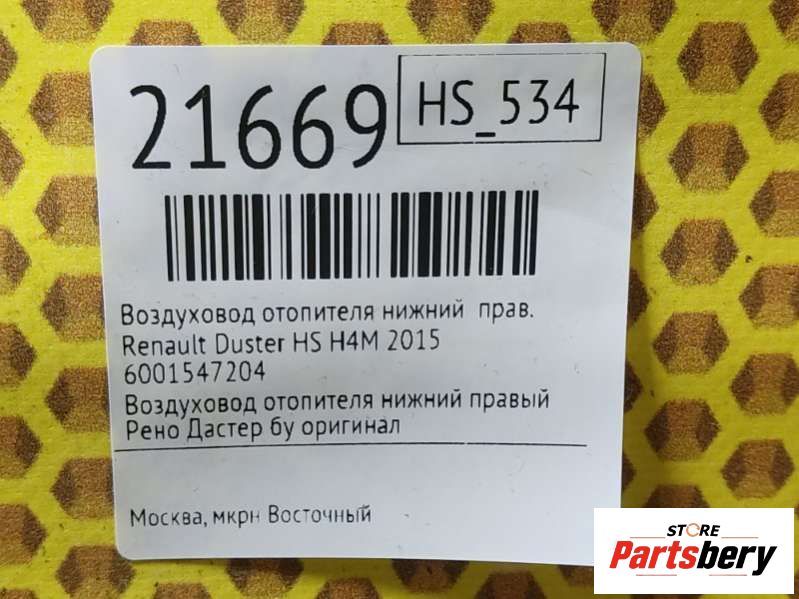 21669
HS_534
Воздуховод отопителя нижний прав.
Renault Duster HS H4M 2015
6001547204
Воздуховод отопителя нижний правый
Рено Дастер бу оригинал
Москва, мкрн Восточный
STORE
Partsbery